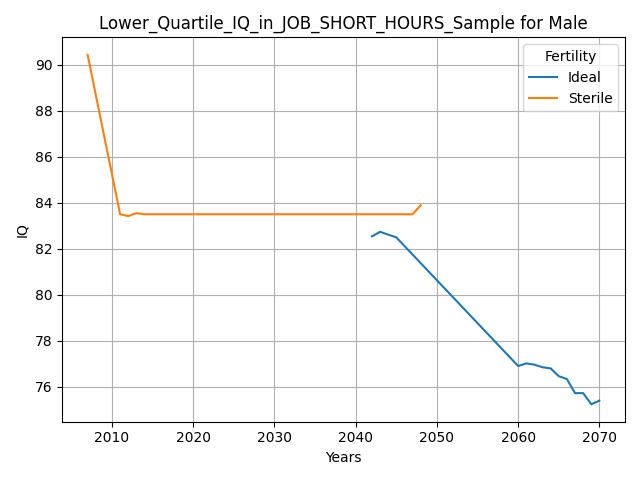 Lower_Quartile_IQ_in_JOB_SHORT_HOURS_Sample for Male
Fertility
Ideal
Sterile
IQ
90
88
86
84
82
80
78
76
2010 2020 2030 2040 2050 2060 2070
Years